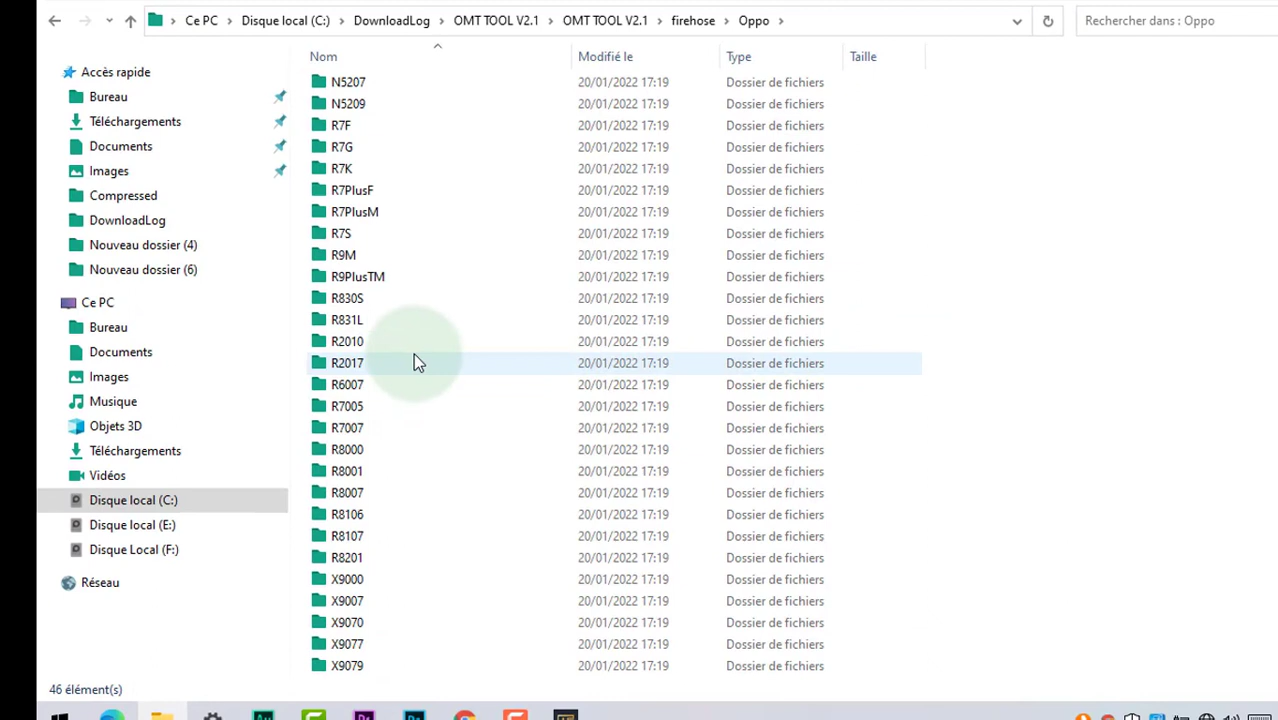 Ce PC > Disque local (C:) > DownloadLog > OMT TOOL V2.1 > OMT TOOL V2.1 > firehose > Oppo >
Rechercher dans : Oppo
Nom Modifié le Type Taille
Accès rapide
Bureau
Téléchargements
Documents
Images
Compressed
DownloadLog
Nouveau dossier (4)
Nouveau dossier (6)
Ce PC
Bureau
Documents
Images
Musique
Objets 3D
Téléchargements
Vidéos
Disque local (C:)
Disque local (E:)
Disque Local (F:)
Réseau
N5207 20/01/2022 17:19 Dossier de fichiers
N5209 20/01/2022 17:19 Dossier de fichiers
R7F 20/01/2022 17:19 Dossier de fichiers
R7G 20/01/2022 17:19 Dossier de fichiers
R7K 20/01/2022 17:19 Dossier de fichiers
R7PlusF 20/01/2022 17:19 Dossier de fichiers
R7PlusM 20/01/2022 17:19 Dossier de fichiers
R7S 20/01/2022 17:19 Dossier de fichiers
R9M 20/01/2022 17:19 Dossier de fichiers
R9PlusTM 20/01/2022 17:19 Dossier de fichiers
R830S 20/01/2022 17:19 Dossier de fichiers
R831L 20/01/2022 17:19 Dossier de fichiers
R2010 20/01/2022 17:19 Dossier de fichiers
R2017 20/01/2022 17:19 Dossier de fichiers
R6007 20/01/2022 17:19 Dossier de fichiers
R7005 20/01/2022 17:19 Dossier de fichiers
R7007 20/01/2022 17:19 Dossier de fichiers
R8000 20/01/2022 17:19 Dossier de fichiers
R8001 20/01/2022 17:19 Dossier de fichiers
R8007 20/01/2022 17:19 Dossier de fichiers
R8106 20/01/2022 17:19 Dossier de fichiers
R8107 20/01/2022 17:19 Dossier de fichiers
R8201 20/01/2022 17:19 Dossier de fichiers
X9000 20/01/2022 17:19 Dossier de fichiers
X9007 20/01/2022 17:19 Dossier de fichiers
X9070 20/01/2022 17:19 Dossier de fichiers
X9077 20/01/2022 17:19 Dossier de fichiers
X9079 20/01/2022 17:19 Dossier de fichiers
46 élément(s)